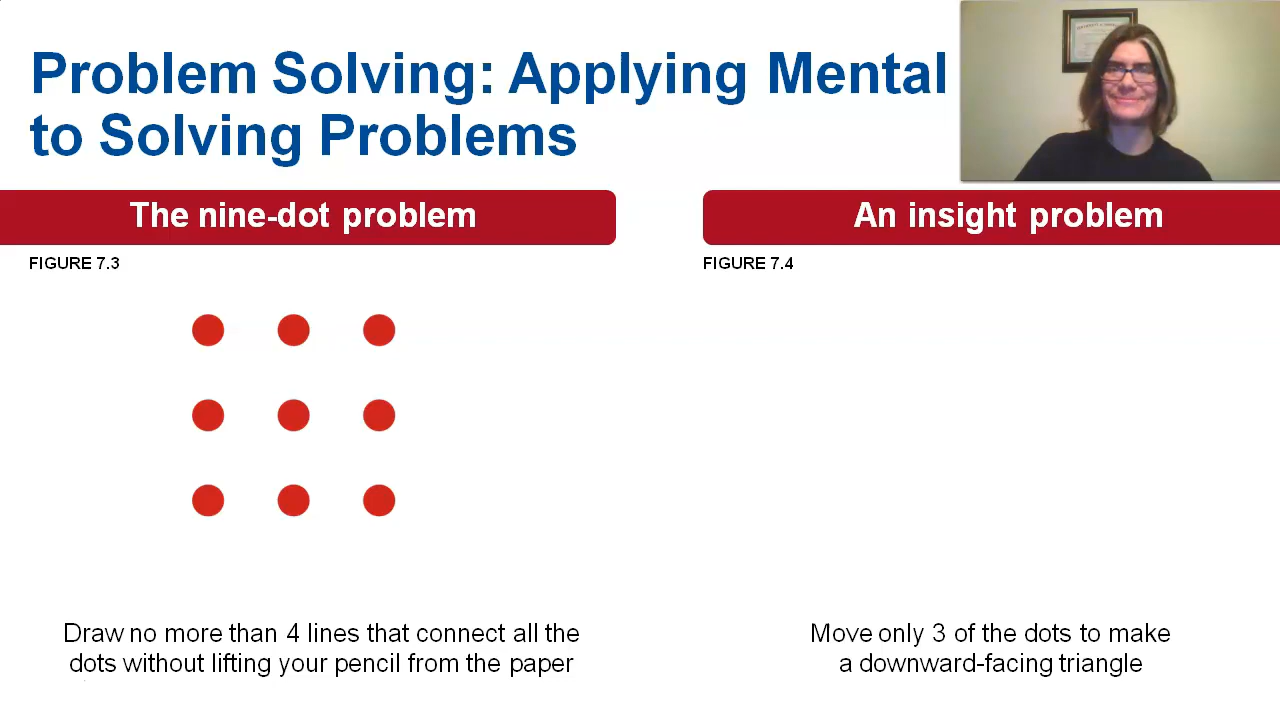 Problem Solving: Applying Mental
to Solving Problems
The nine-dot problem
An insight problem
FIGURE 7.3
FIGURE 7.4
Draw no more than 4 lines that connect all the
dots without lifting your pencil from the paper
Move only 3 of the dots to make
a downward-facing triangle